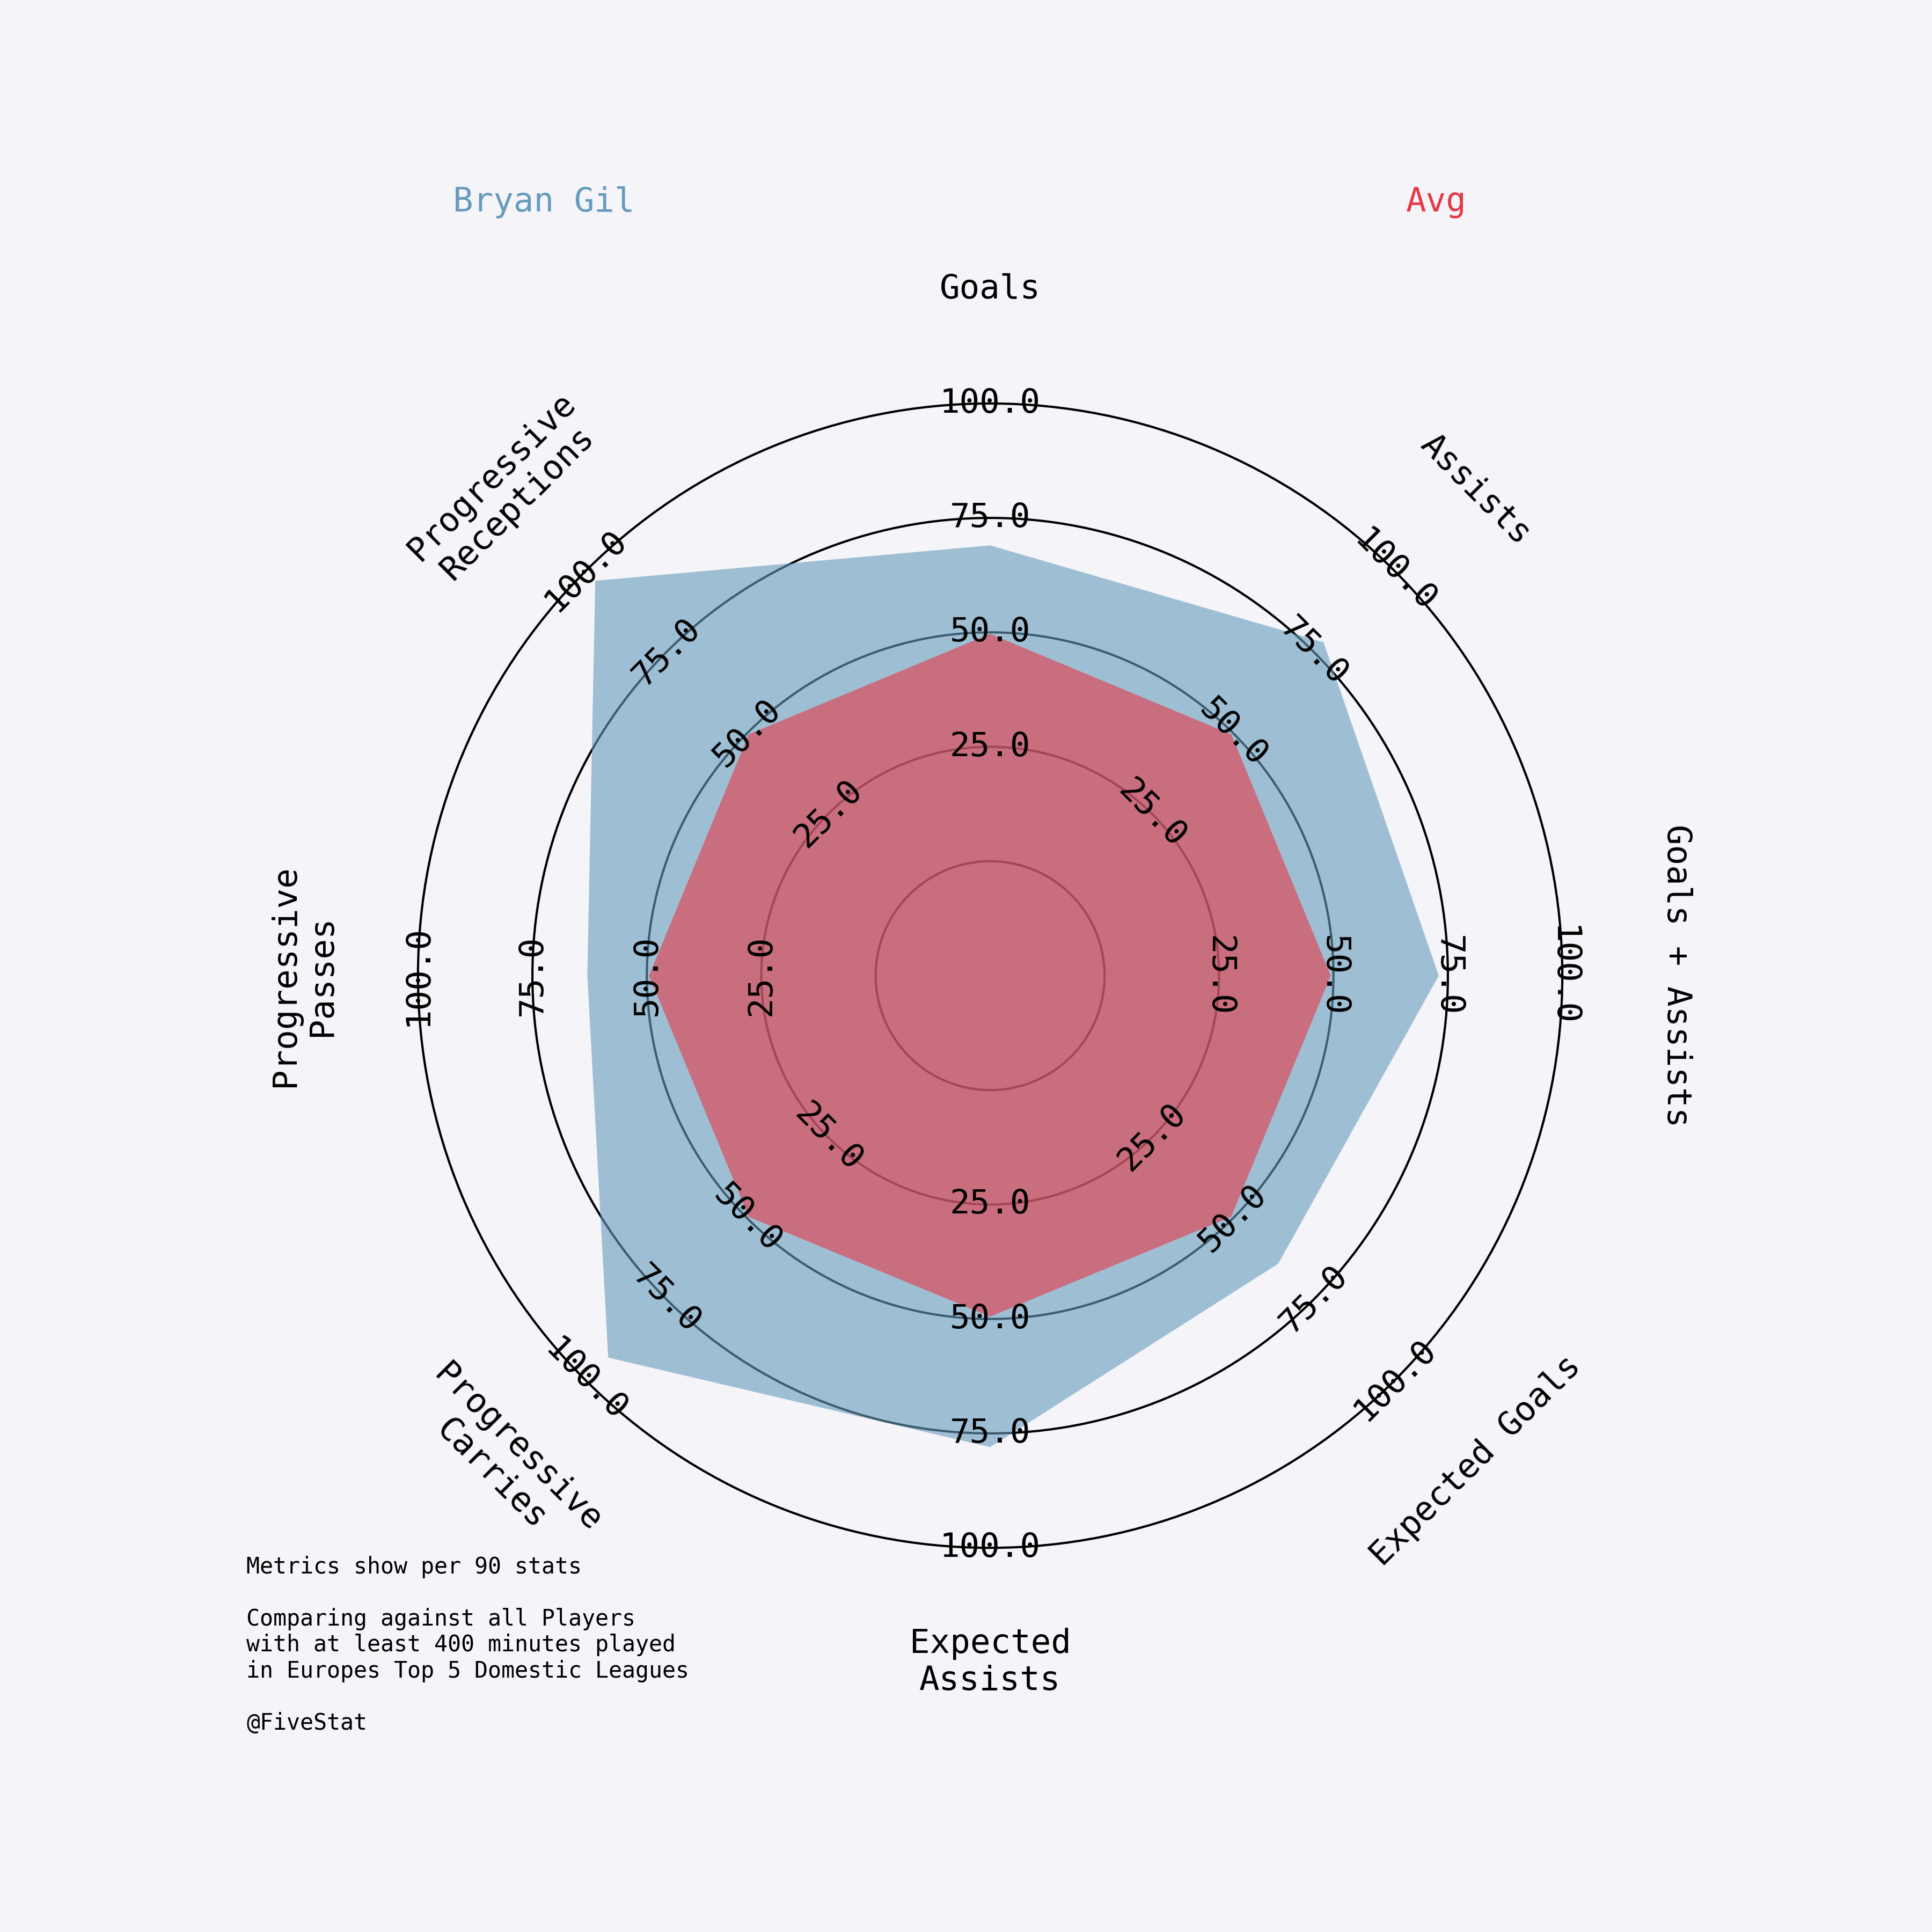 Bryan Gil
Avg
Goals
Progressive
Receptions
Assists
100.0
100.0
100.0
75.0
75.0
75.0
50.0
50.0
50.0
25.0
25.0
25.0
Progressive
Passes
100.0
75.0
50.0
25.0
25.0
50.0
75.0
100.0
Goals + Assists
25.0
25.0
25.0
50.0
50.0
50.0
75.0
75.0
75.0
100.0
100.0
100.0
Progressive
Carries
Expected Goals
Expected
Assists
Metrics show per 90 stats
Comparing against all Players
with at least 400 minutes played
in Europes Top 5 Domestic Leagues
@FiveStat